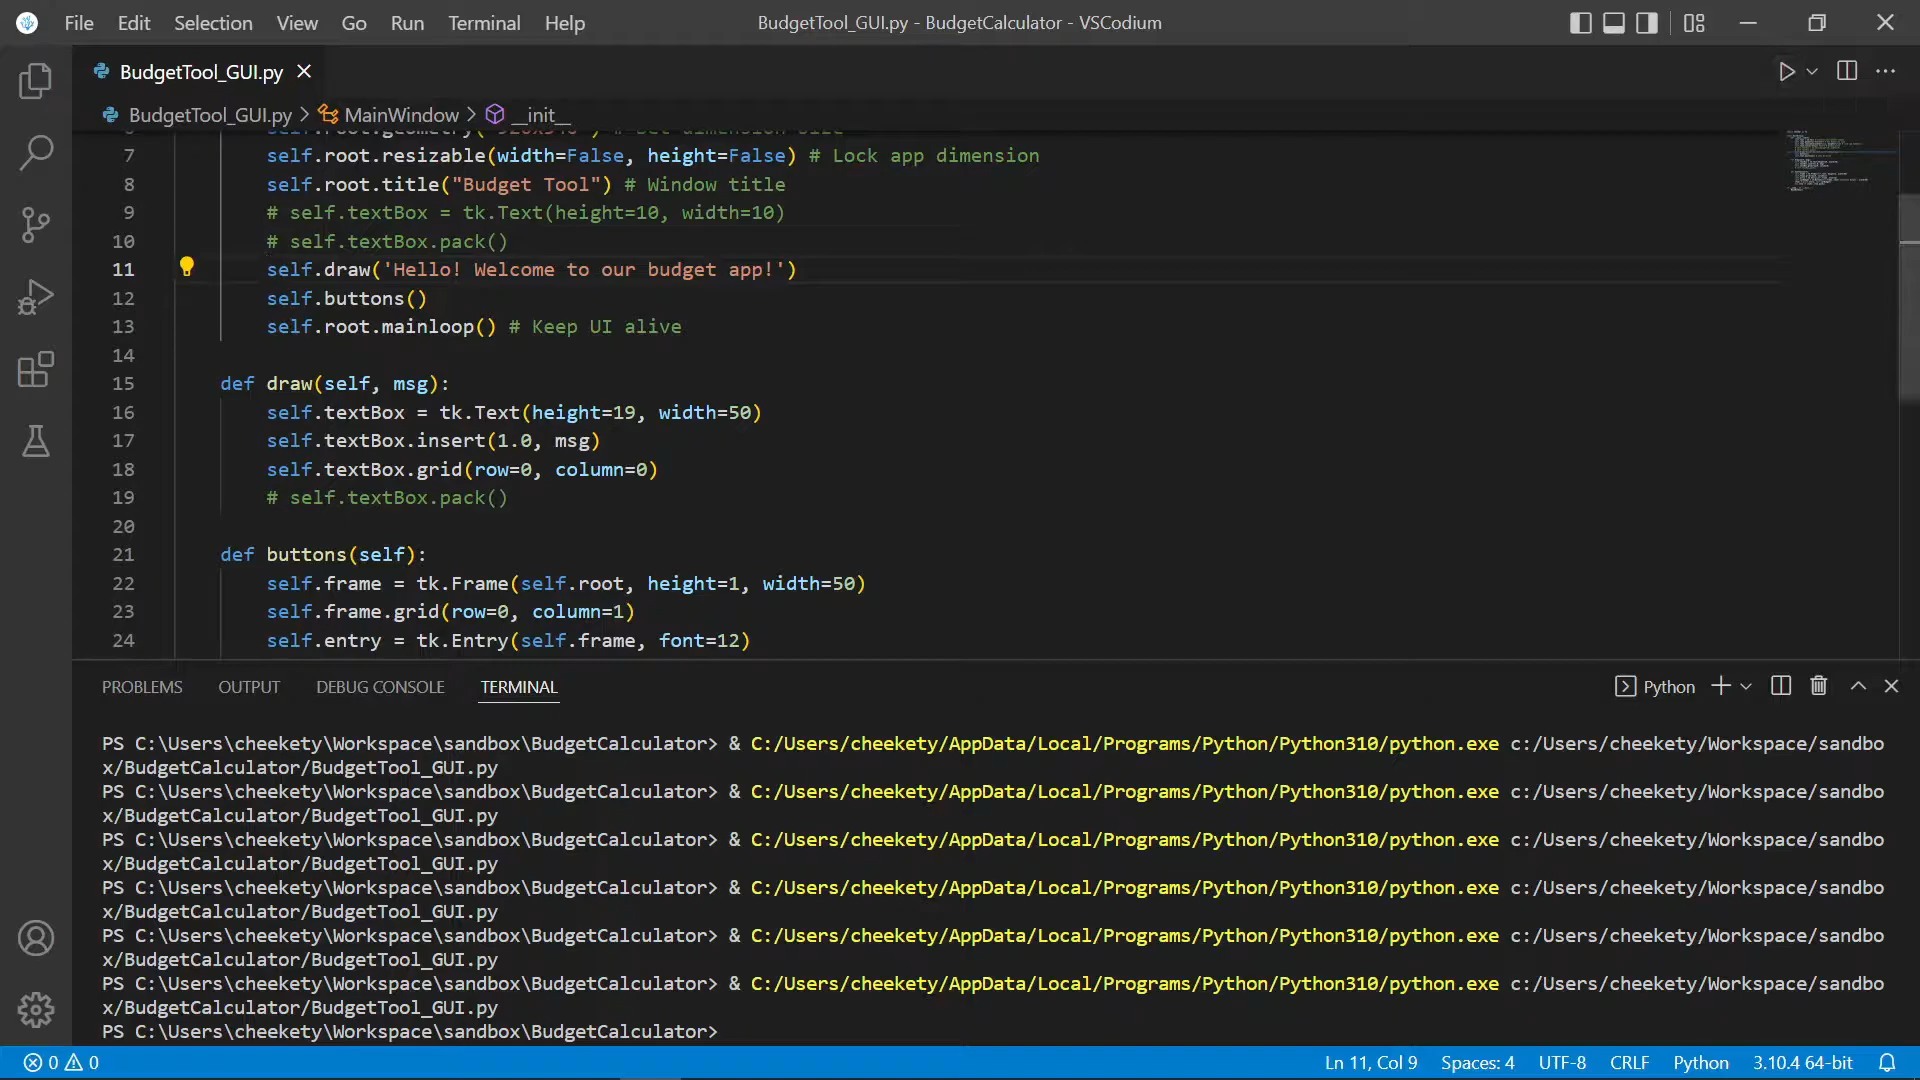 File Edit Selection View Go Run Terminal Help BudgetTool_GUI.py - BudgetCalculator - VSCodium
BudgetTool_GUI.py
BudgetTool_GUI.py > MainWindow > __init__
7 self.root.resizable(width=False, height=False) # Lock app dimension
8 self.root.title("Budget Tool") # Window title
9 # self.textBox = tk.Text(height=10, width=10)
10 # self.textBox.pack()
11 self.draw('Hello! Welcome to our budget app!')
12 self.buttons()
13 self.root.mainloop() # Keep UI alive
14
15 def draw(self, msg):
16 self.textBox = tk.Text(height=19, width=50)
17 self.textBox.insert(1.0, msg)
18 self.textBox.grid(row=0, column=0)
19 # self.textBox.pack()
20
21 def buttons(self):
22 self.frame = tk.Frame(self.root, height=1, width=50)
23 self.frame.grid(row=0, column=1)
24 self.entry = tk.Entry(self.frame, font=12)
PROBLEMS OUTPUT DEBUG CONSOLE TERMINAL Python
PS C:\Users\cheekety\Workspace\sandbox\BudgetCalculator> & C:/Users/cheekety/AppData/Local/Programs/Python/Python310/python.exe c:/Users/cheekety/Workspace/sandbo
x/BudgetCalculator/BudgetTool_GUI.py
PS C:\Users\cheekety\Workspace\sandbox\BudgetCalculator> & C:/Users/cheekety/AppData/Local/Programs/Python/Python310/python.exe c:/Users/cheekety/Workspace/sandbo
x/BudgetCalculator/BudgetTool_GUI.py
PS C:\Users\cheekety\Workspace\sandbox\BudgetCalculator> & C:/Users/cheekety/AppData/Local/Programs/Python/Python310/python.exe c:/Users/cheekety/Workspace/sandbo
x/BudgetCalculator/BudgetTool_GUI.py
PS C:\Users\cheekety\Workspace\sandbox\BudgetCalculator> & C:/Users/cheekety/AppData/Local/Programs/Python/Python310/python.exe c:/Users/cheekety/Workspace/sandbo
x/BudgetCalculator/BudgetTool_GUI.py
PS C:\Users\cheekety\Workspace\sandbox\BudgetCalculator> & C:/Users/cheekety/AppData/Local/Programs/Python/Python310/python.exe c:/Users/cheekety/Workspace/sandbo
x/BudgetCalculator/BudgetTool_GUI.py
PS C:\Users\cheekety\Workspace\sandbox\BudgetCalculator> & C:/Users/cheekety/AppData/Local/Programs/Python/Python310/python.exe c:/Users/cheekety/Workspace/sandbo
x/BudgetCalculator/BudgetTool_GUI.py
PS C:\Users\cheekety\Workspace\sandbox\BudgetCalculator>
0 0 Ln 11, Col 9 Spaces: 4 UTF-8 CRLF Python 3.10.4 64-bit